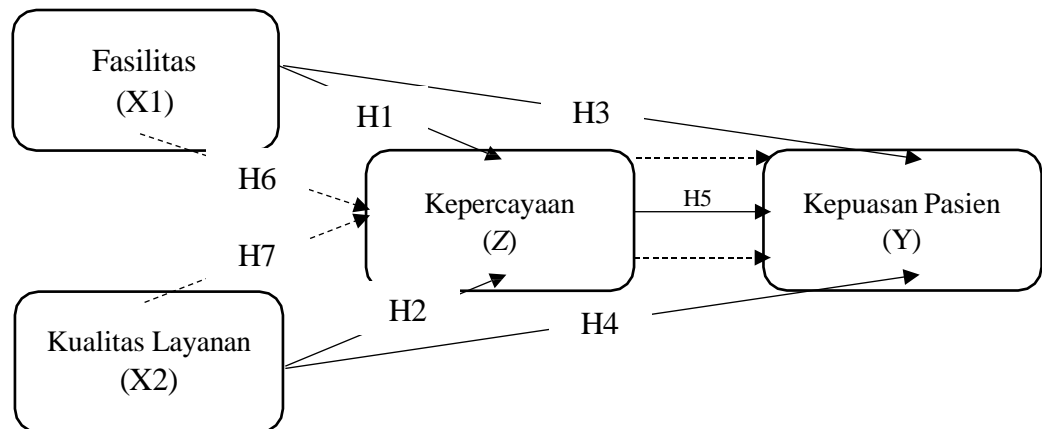 Fasilitas
(X1)
H1
H3
H6
Kepercayaan
(Z)
H5
Kepuasan Pasien
(Y)
H7
H2
H4
Kualitas Layanan
(X2)